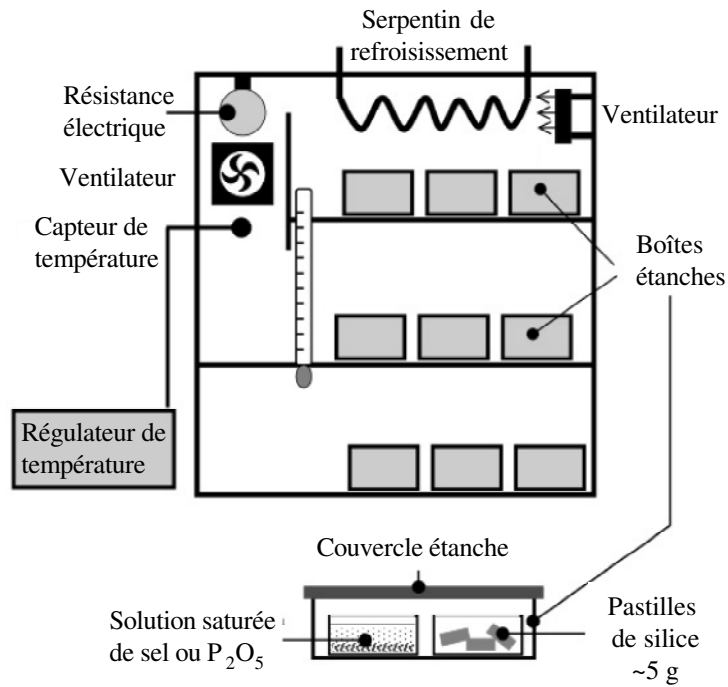 Serpentin de
refroisissement
Résistance
électrique
Ventilateur
Ventilateur
Capteur de
température
Boîtes
étanches
Régulateur de
température
Couvercle étanche
Solution saturée
de sel ou P2O5
Pastilles
de silice
~5 g